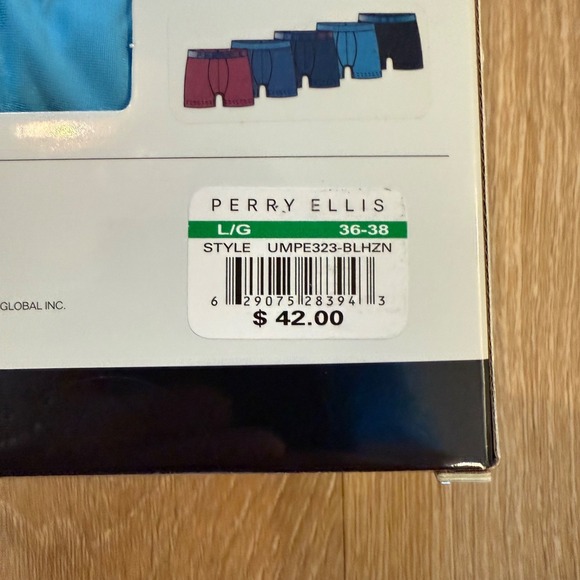 PERRY ELLIS
L/G 36-38
STYLE UMPE323-BLHZN
6 29075 28394 3
$ 42.00
GLOBAL INC.